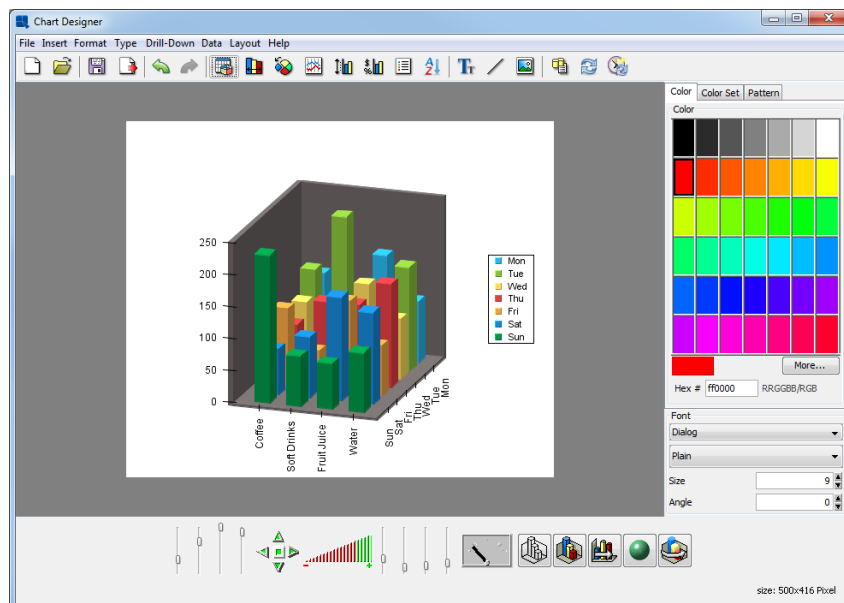 Chart Designer
File Insert Format Type Drill-Down Data Layout Help
Color Color Set Pattern
Color
250
200
150
100
50
0
Mon
Tue
Wed
Thu
Fri
Sat
Sun
Coffee
Soft Drinks
Fruit Juice
Water
Sun
Sat
Fri
Thu
Wed
Tue
Mon
More...
Hex # ff0000 RRGGBB/RGB
Font
Dialog
Plain
Size 9
Angle 0
size: 500x416 Pixel